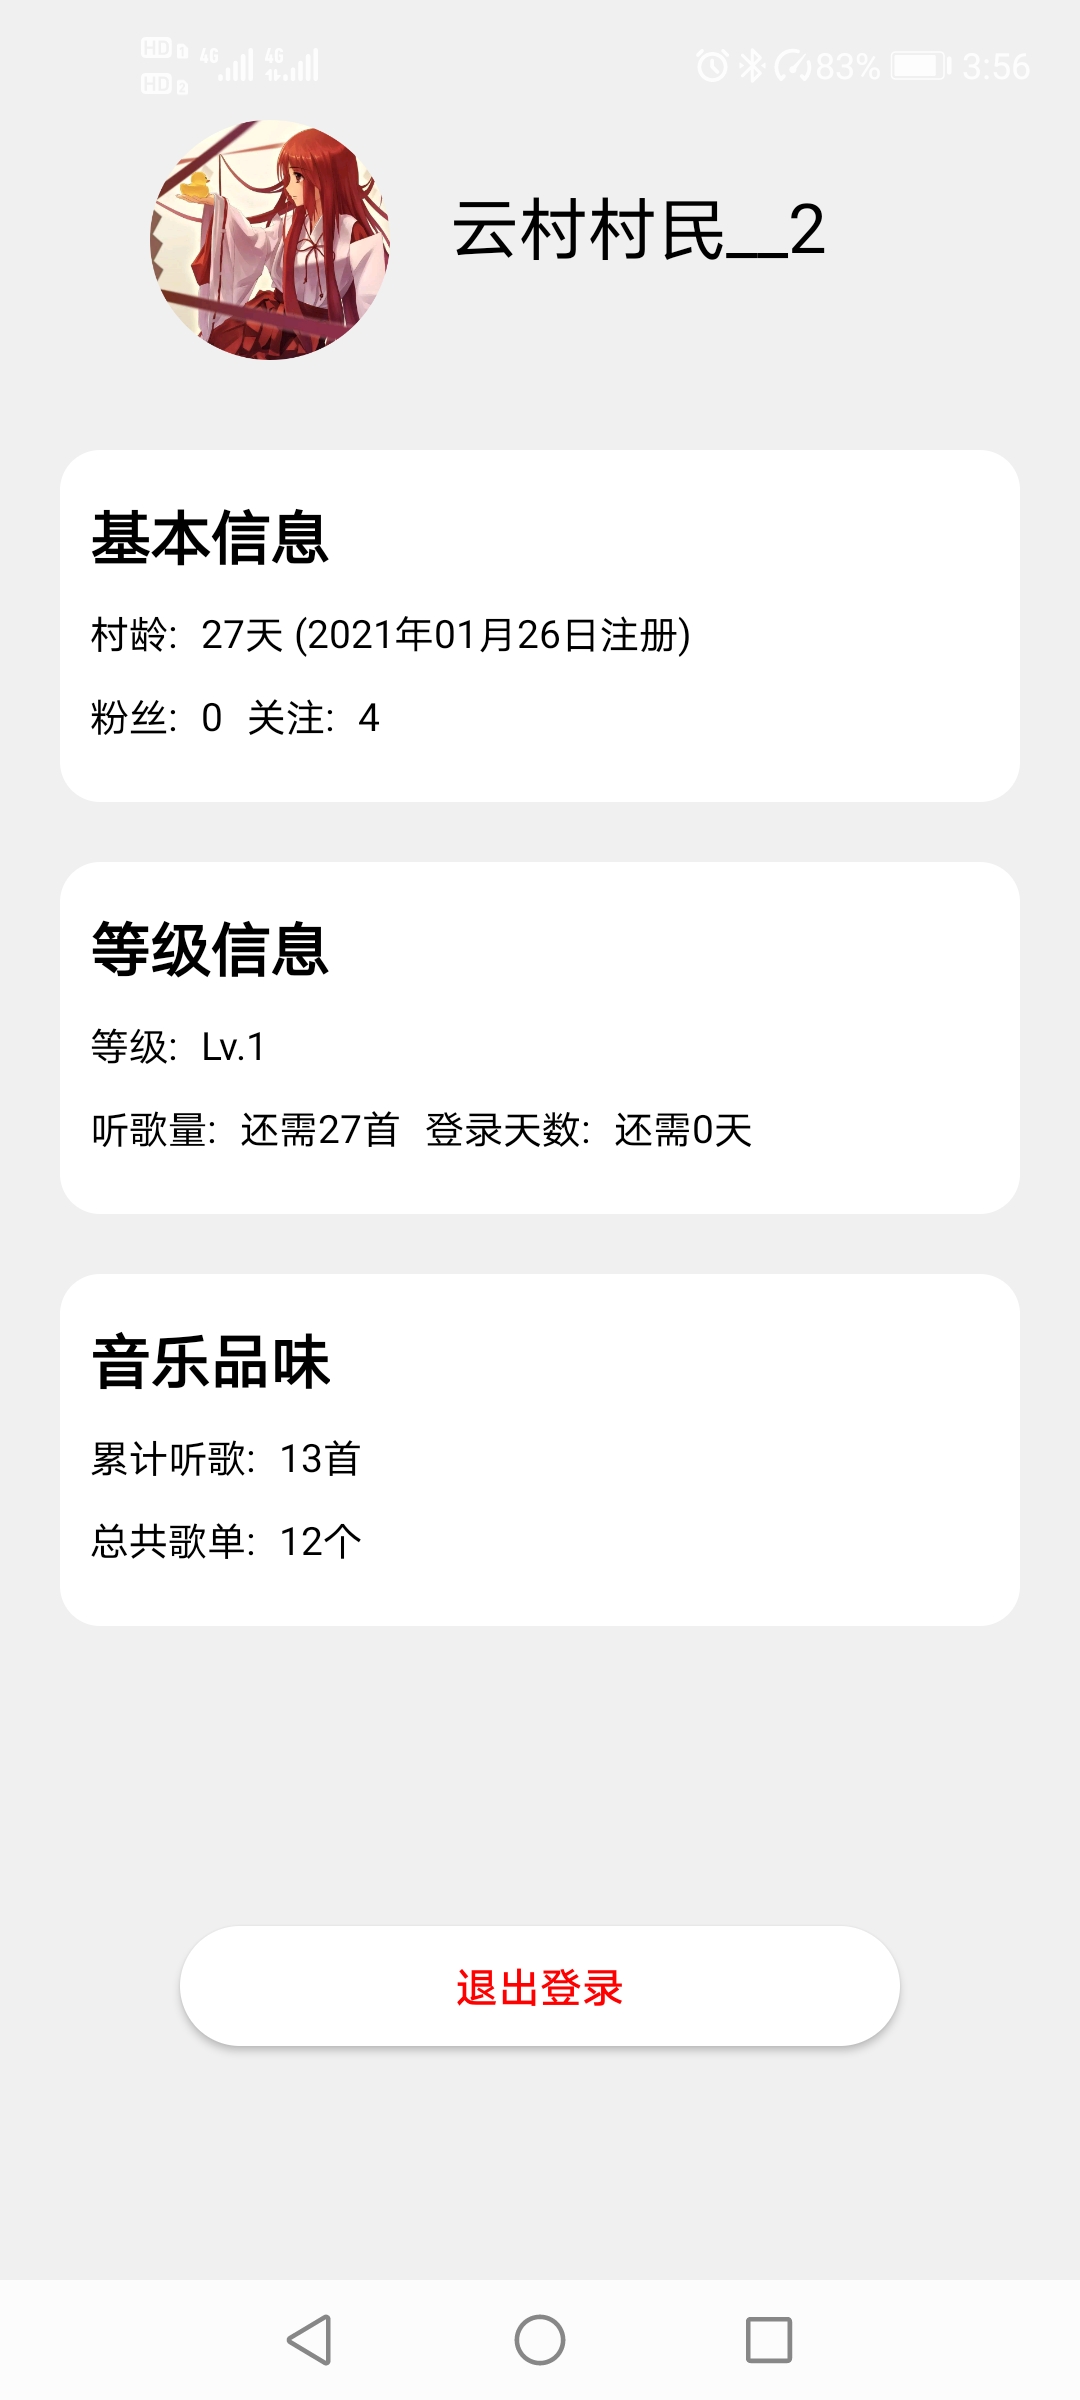 HD 1 4G 4G 83% 3:56
HD 2
云村村民__2
基本信息
村龄: 27天 (2021年01月26日注册)
粉丝: 0 关注: 4
等级信息
等级: Lv.1
听歌量: 还需27首 登录天数: 还需0天
音乐品味
累计听歌: 13首
总共歌单: 12个
退出登录